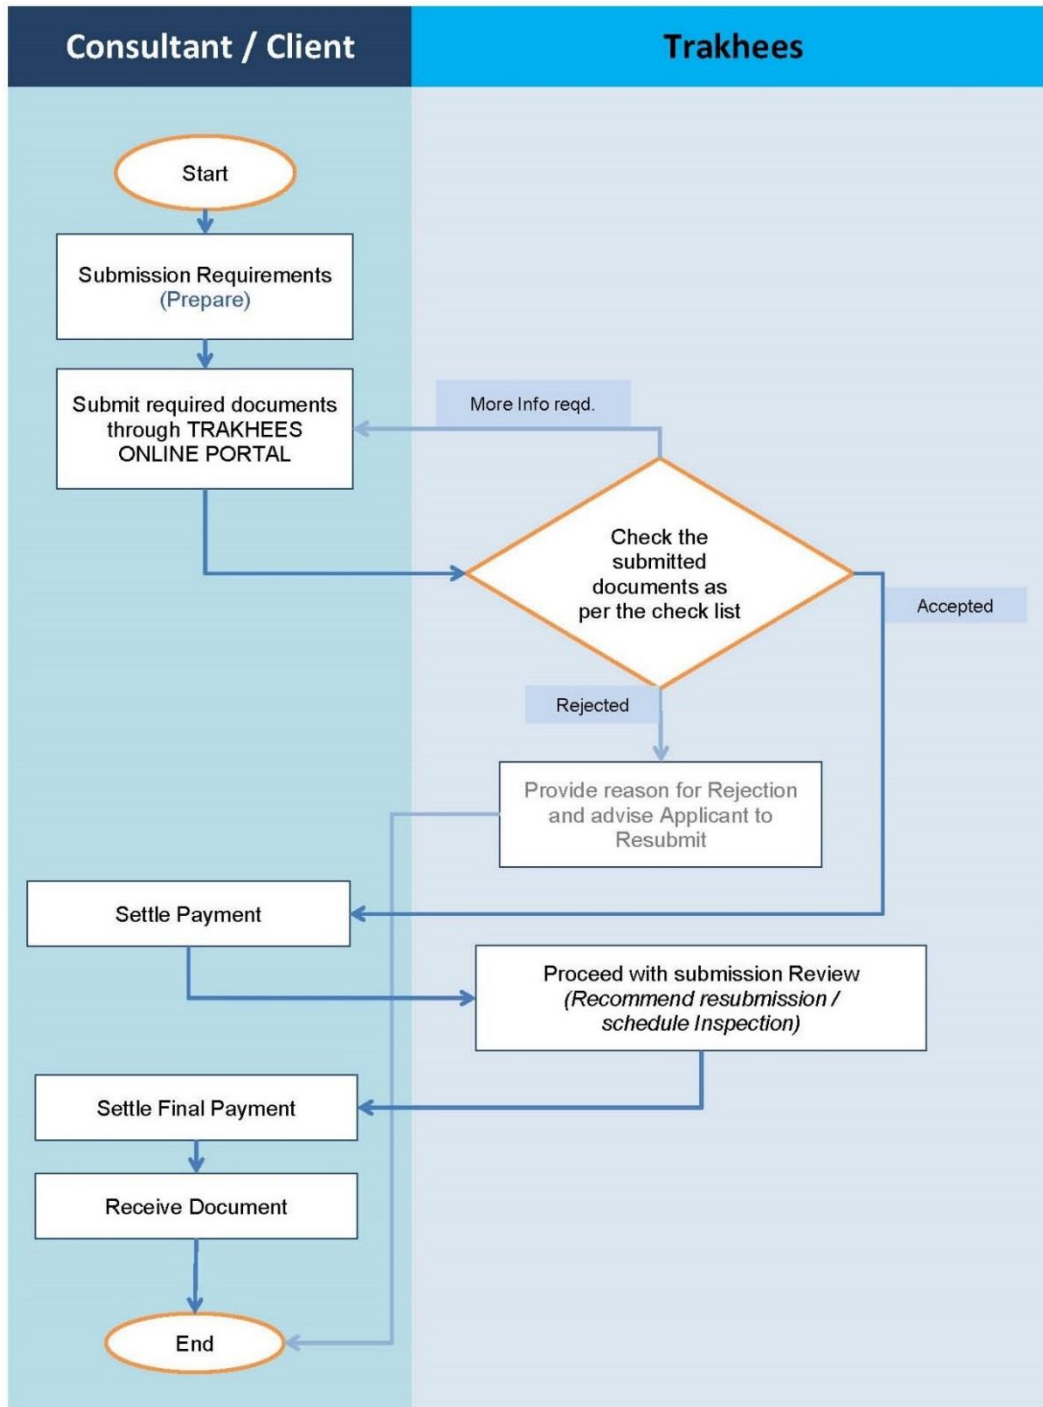 Consultant / Client
Trakhees
Start
Submission Requirements
(Prepare)
Submit required documents
through TRAKHEES
ONLINE PORTAL
More Info reqd.
Check the
submitted
documents as
per the check list
Accepted
Rejected
Provide reason for Rejection
and advise Applicant to
Resubmit
Settle Payment
Proceed with submission Review
(Recommend resubmission /
schedule Inspection)
Settle Final Payment
Receive Document
End